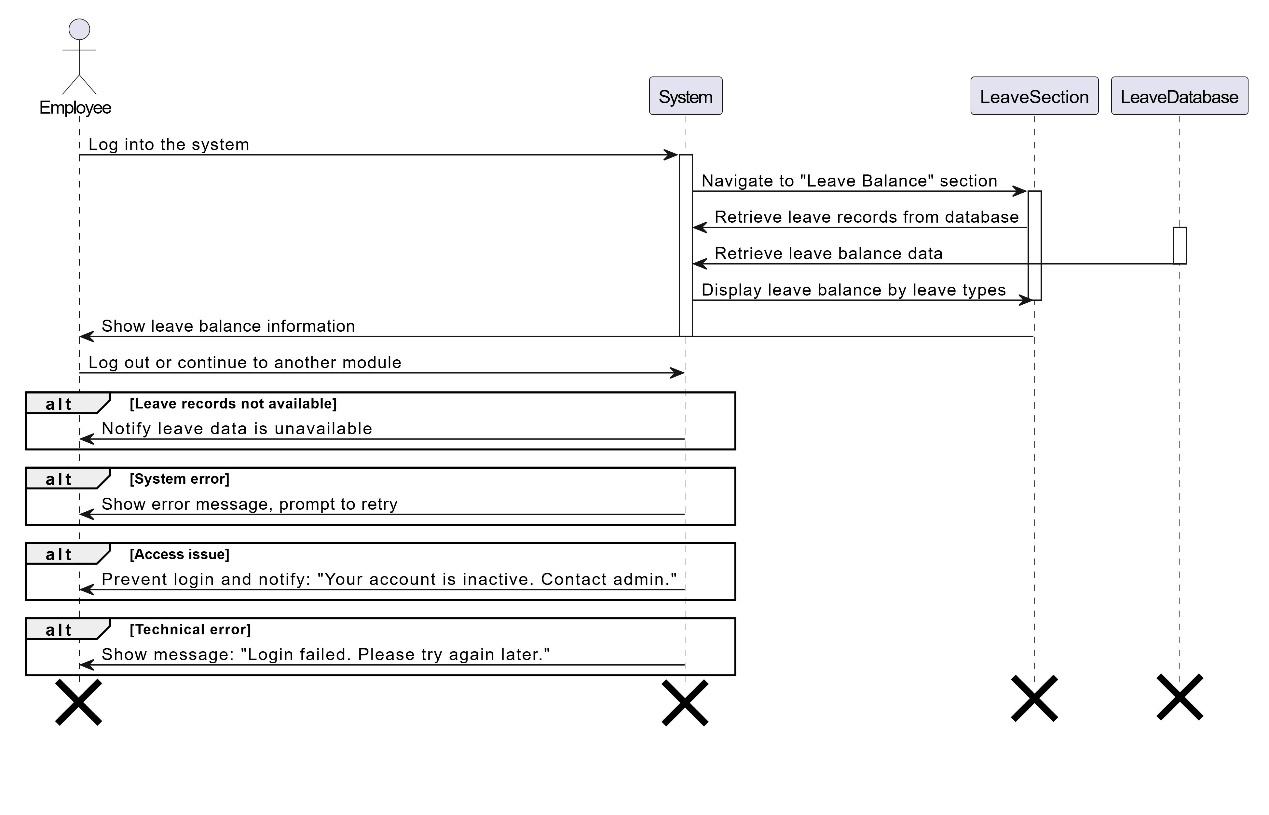 Employee
System
LeaveSection
LeaveDatabase
Log into the system
Navigate to "Leave Balance" section
Retrieve leave records from database
Retrieve leave balance data
Display leave balance by leave types
Show leave balance information
Log out or continue to another module
alt [Leave records not available]
Notify leave data is unavailable
alt [System error]
Show error message, prompt to retry
alt [Access issue]
Prevent login and notify: "Your account is inactive. Contact admin."
alt [Technical error]
Show message: "Login failed. Please try again later."